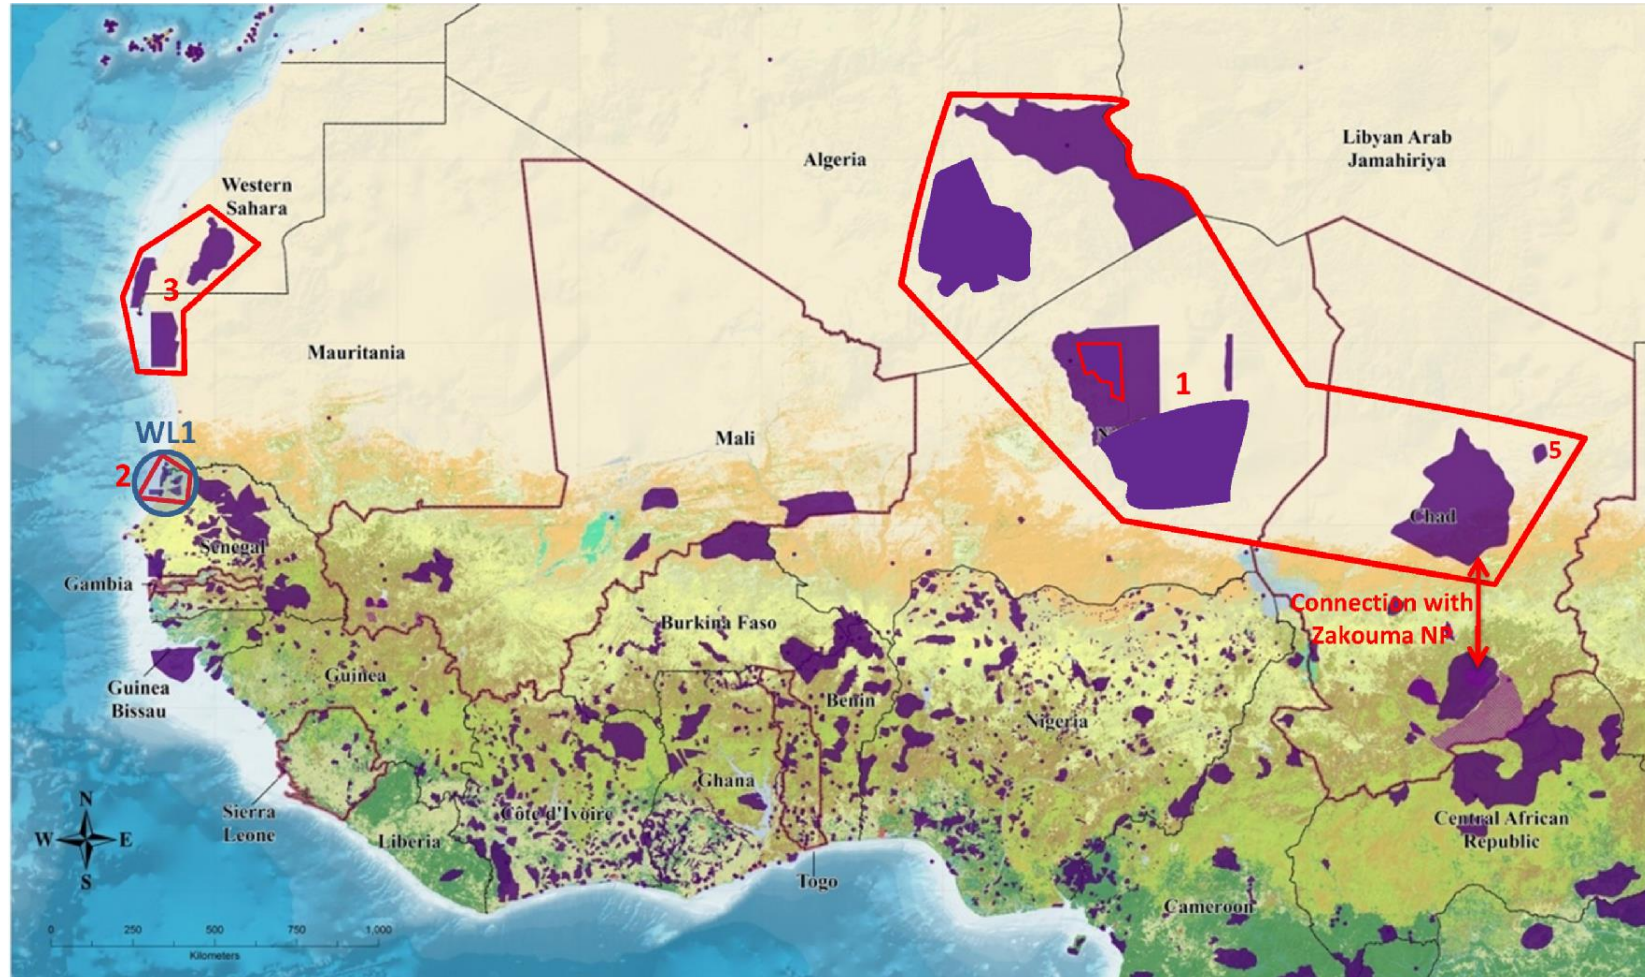 Algeria
Libyan Arab
Jamahiriya
Western
Sahara
3
Mauritania
1
WL1
Mali
2
5
Chad
Senegal
Gambia
Connection with
Zakouma NP
Burkina Faso
Guinea
Guinea
Bissau
Benin
Nigeria
Ghana
Sierra
Leone
Côte d'Ivoire
Liberia
Central African
Republic
Togo
Cameroon
N
W E
S
0 250 500 750 1,000
Kilometers